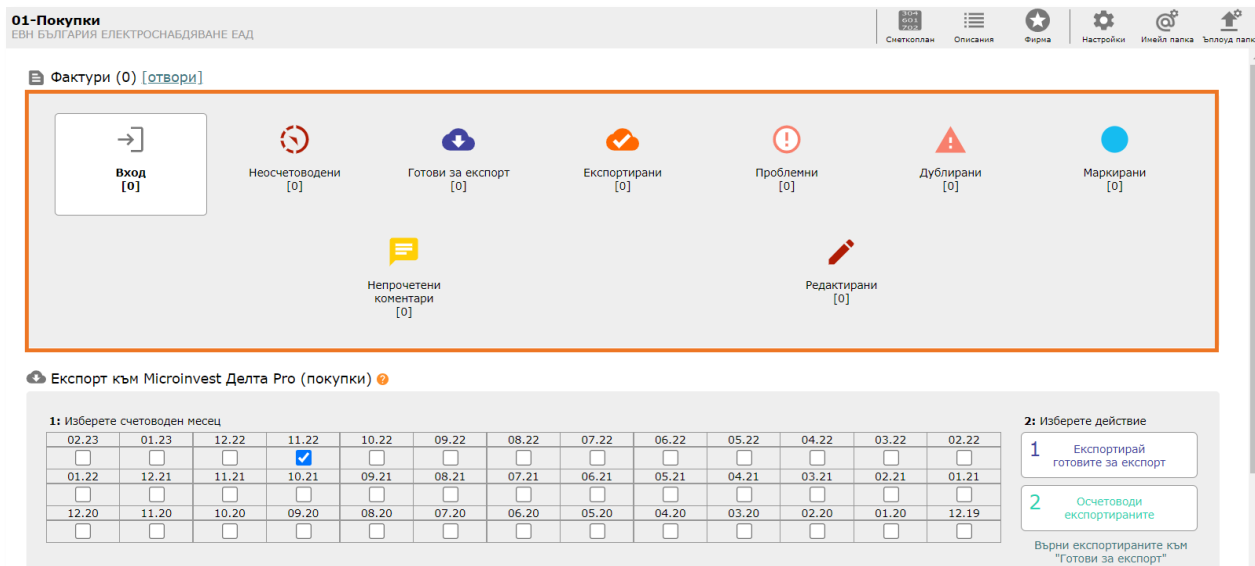 01-Покупки
ЕВН БЪЛГАРИЯ ЕЛЕКТРОСНАБДЯВАНЕ ЕАД
304
601
702
Сметкоплан Описания Фирма Настройки Имейл папка Ъплоуд папк
Фактури (0) [отвори]
Вход
[0]
Неосчетоводени
[0]
Готови за експорт
[0]
Експортирани
[0]
Проблемни
[0]
Дублирани
[0]
Маркирани
[0]
Непрочетени
коментари
[0]
Редактирани
[0]
Експорт към Microinvest Делта Pro (покупки) ?
1: Изберете счетоводен месец
02.23 01.23 12.22 11.22 10.22 09.22 08.22 07.22 06.22 05.22 04.22 03.22 02.22
01.22 12.21 11.21 10.21 09.21 08.21 07.21 06.21 05.21 04.21 03.21 02.21 01.21
12.20 11.20 10.20 09.20 08.20 07.20 06.20 05.20 04.20 03.20 02.20 01.20 12.19
2: Изберете действие
1 Експортирай
готовите за експорт
2 Осчетоводи
експортираните
Върни експортираните към
"Готови за експорт"